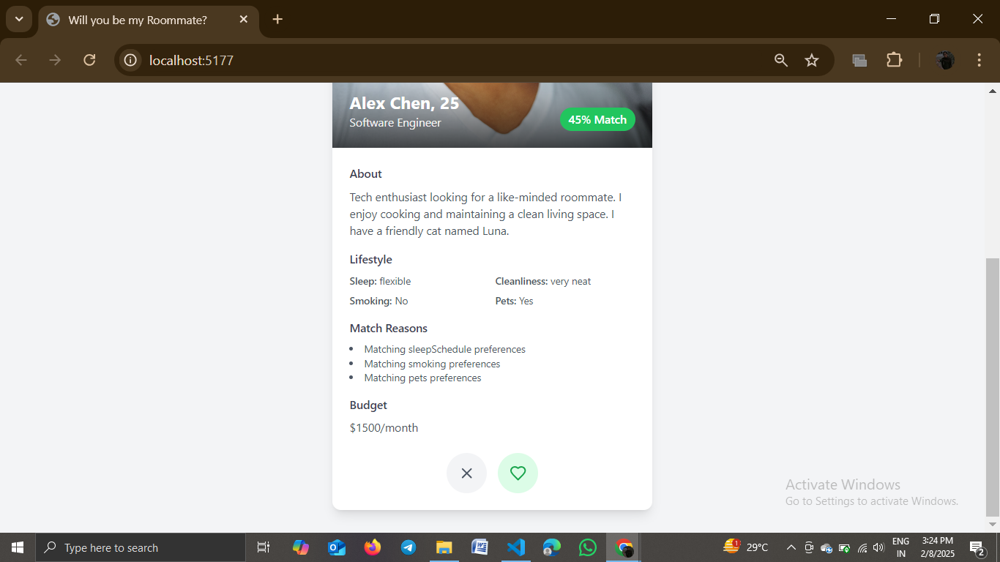 Will you be my Roommate?
localhost:5177
Alex Chen, 25
Software Engineer
45% Match
About
Tech enthusiast looking for a like-minded roommate. I
enjoy cooking and maintaining a clean living space. I
have a friendly cat named Luna.
Lifestyle
Sleep: flexible
Cleanliness: very neat
Smoking: No
Pets: Yes
Match Reasons
• Matching sleepSchedule preferences
• Matching smoking preferences
• Matching pets preferences
Budget
$1500/month
Activate Windows
Go to Settings to activate Windows.
Type here to search
1
29°C
ENG
IN
3:24 PM
2/8/2025
2